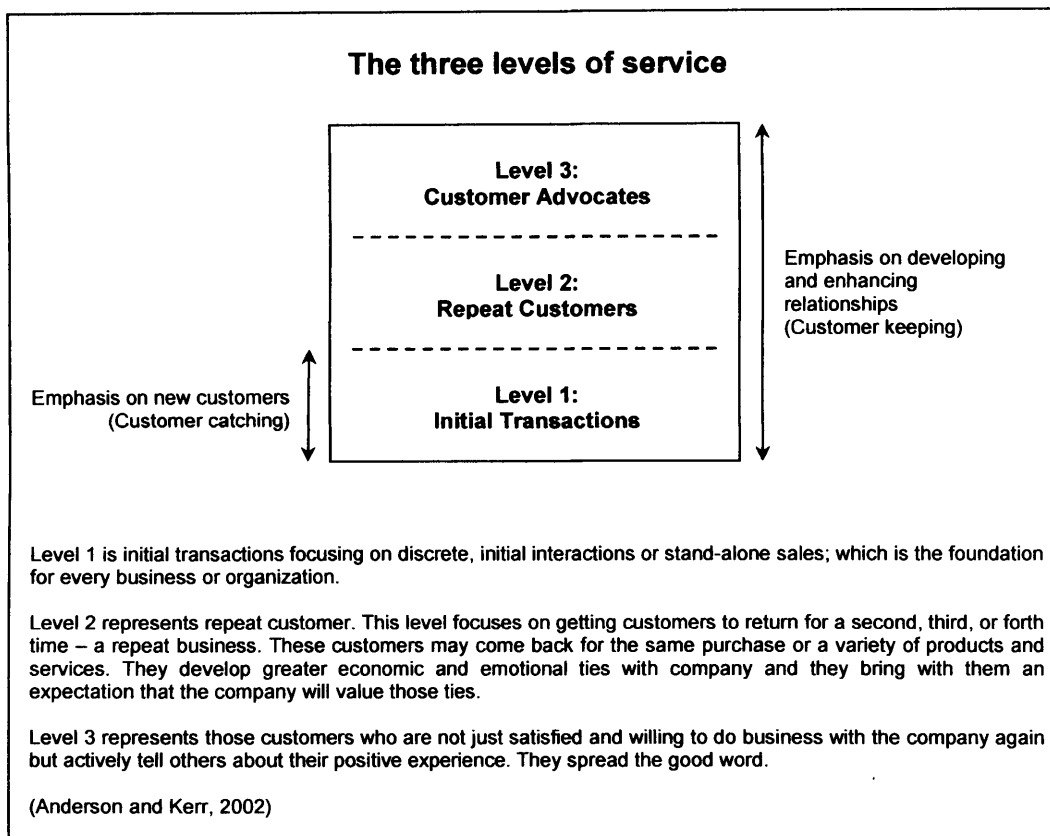 The three levels of service
Level 3:
Customer Advocates
Level 2:
Repeat Customers
Level 1:
Initial Transactions
Emphasis on developing
and enhancing
relationships
(Customer keeping)
Emphasis on new customers
(Customer catching)
Level 1 is initial transactions focusing on discrete, initial interactions or stand-alone sales; which is the foundation
for every business or organization.
Level 2 represents repeat customer. This level focuses on getting customers to return for a second, third, or forth
time – a repeat business. These customers may come back for the same purchase or a variety of products and
services. They develop greater economic and emotional ties with company and they bring with them an
expectation that the company will value those ties.
Level 3 represents those customers who are not just satisfied and willing to do business with the company again
but actively tell others about their positive experience. They spread the good word.
(Anderson and Kerr, 2002)